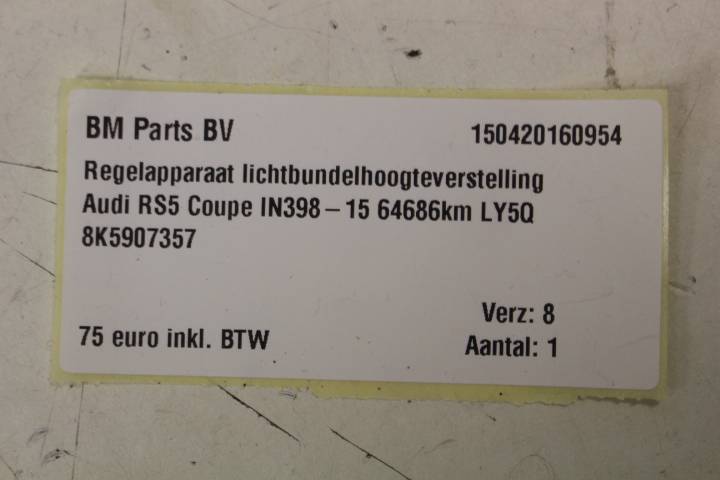 BM Parts BV 150420160954
Regelapparaat lichtbundelhoogteverstelling
Audi RS5 Coupe IN398-15 64686km LY5Q
8K5907357
Verz: 8
75 euro inkl. BTW Aantal: 1